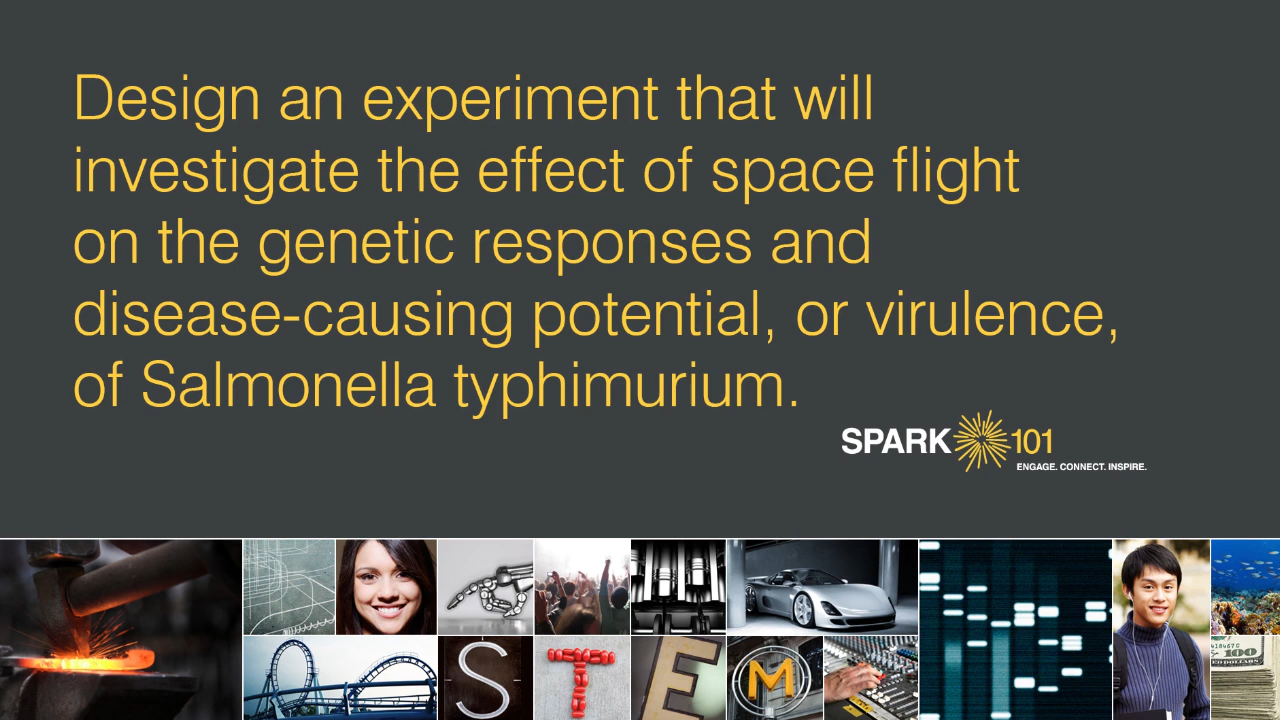 Design an experiment that will
investigate the effect of space flight
on the genetic responses and
disease-causing potential, or virulence,
of Salmonella typhimurium.
SPARK 101
ENGAGE. CONNECT. INSPIRE.
S T E M
100